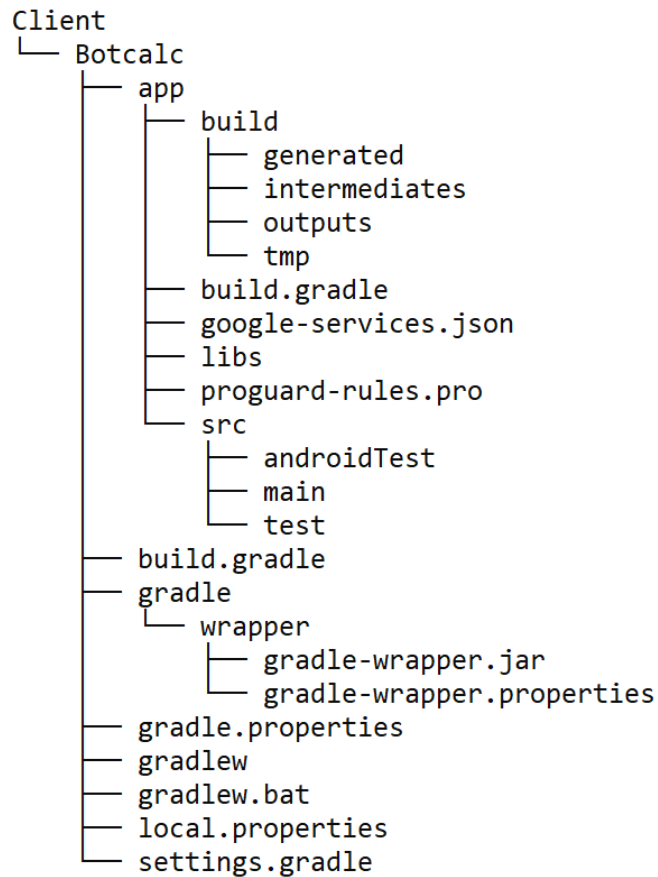 Client
└── Botcalc
    ├── app
    │   ├── build
    │   │   ├── generated
    │   │   ├── intermediates
    │   │   ├── outputs
    │   │   └── tmp
    │   ├── build.gradle
    │   ├── google-services.json
    │   ├── libs
    │   ├── proguard-rules.pro
    │   └── src
    │       ├── androidTest
    │       ├── main
    │       └── test
    ├── build.gradle
    ├── gradle
    │   └── wrapper
    │       ├── gradle-wrapper.jar
    │       └── gradle-wrapper.properties
    ├── gradle.properties
    ├── gradlew
    ├── gradlew.bat
    ├── local.properties
    └── settings.gradle